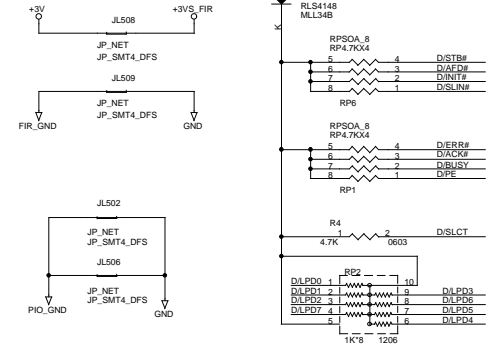 +3V +3VS_FIR
JL508
JP_NET
JP_SMT4_DFS
JL509
JP_NET
JP_SMT4_DFS
FIR_GND GND
JL502
JP_NET
JP_SMT4_DFS
JL506
JP_NET
JP_SMT4_DFS
PIO_GND GND
RLS4148
MLL34B
K
RPSOA_8
RP4.7KX4
5 4 D/STB#
6 3 D/AFD#
7 2 D/INIT#
8 1 D/SLIN#
RP6
RPSOA_8
RP4.7KX4
5 4 D/ERR#
6 3 D/ACK#
7 2 D/BUSY
8 1 D/PE
RP1
R4
1 2 D/SLCT
4.7K 0603
RP2
D/LPD0 1 10
D/LPD1 2 9 D/LPD3
D/LPD2 3 8 D/LPD6
D/LPD7 4 7 D/LPD5
5 6 D/LPD4
1K*8 1206